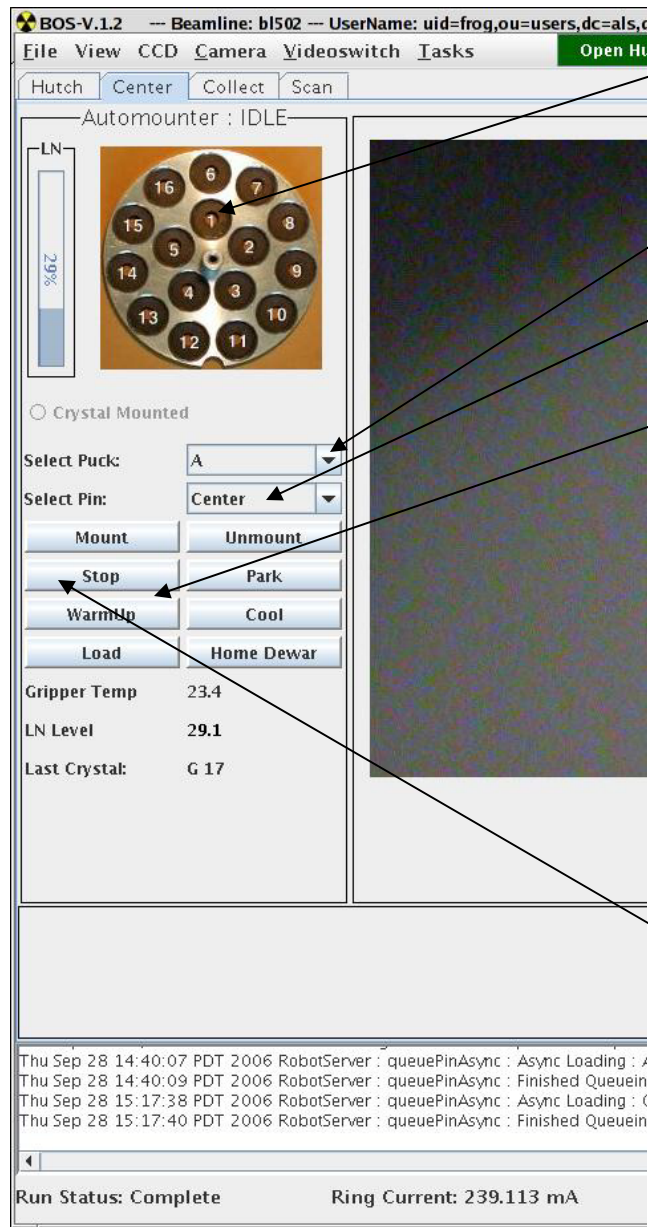 BOS-V.1.2 --- Beamline: bl502 --- UserName: uid=frog,ou=users,dc=als,
File View CCD Camera Videoswitch Tasks Open
Hutch Center Collect Scan
Automounter : IDLE
LN
29%
16 6 7
15 1 8
5 2
14 9
4 3
13 10
12 11
Crystal Mounted
Select Puck: A
Select Pin: Center
Mount Unmount
Stop Park
WarmUp Cool
Load Home Dewar
Gripper Temp 23.4
LN Level 29.1
Last Crystal: G 17
Thu Sep 28 14:40:07 PDT 2006 RobotServer : queuePinAsync : Async Loading :
Thu Sep 28 14:40:09 PDT 2006 RobotServer : queuePinAsync : Finished Queuein
Thu Sep 28 15:17:38 PDT 2006 RobotServer : queuePinAsync : Async Loading :
Thu Sep 28 15:17:40 PDT 2006 RobotServer : queuePinAsync : Finished Queuein
Run Status: Complete Ring Current: 239.113 mA